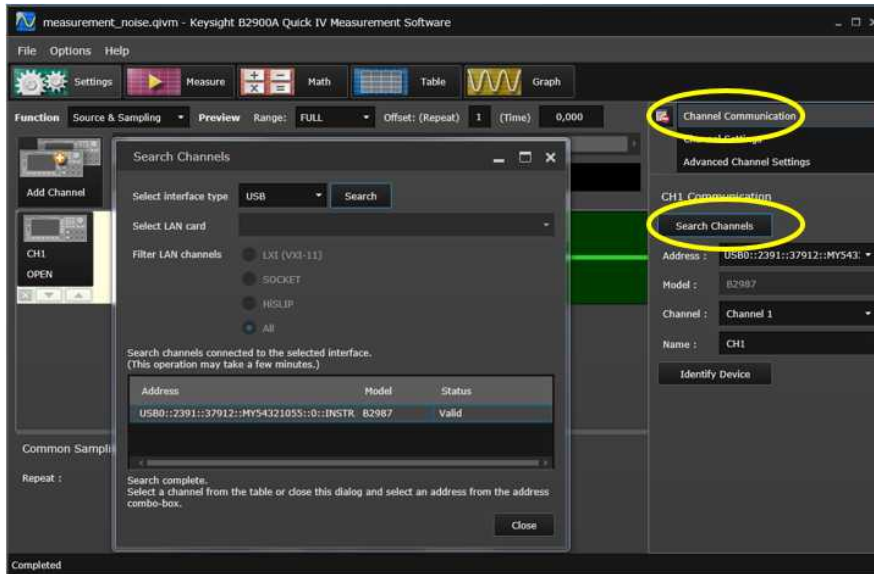 measurement_noise.qivm - Keysight B2900A Quick IV Measurement Software
File Options Help
Settings Measure Math Table Graph
Function Source & Sampling Preview Range: FULL Offset: (Repeat) 1 (Time) 0,000
Add Channel
CH1
OPEN
Search Channels
Select interface type USB Search
Select LAN card
Filter LAN channels LXI (VXI-11)
SOCKET
HiSLIP
All
Search channels connected to the selected interface.
(This operation may take a few minutes.)
Address Model Status
USB0::2391::37912::MY54321055::0::INSTR B2987 Valid
Search complete.
Select a channel from the table or close this dialog and select an address from the address
combo-box.
Close
Common Sampli
Repeat :
Channel Communication
Settings
Advanced Channel Settings
CH1 Communication
Search Channels
Address : USB0::2391::37912::MY543
Model : B2987
Channel : Channel 1
Name : CH1
Identify Device
Completed